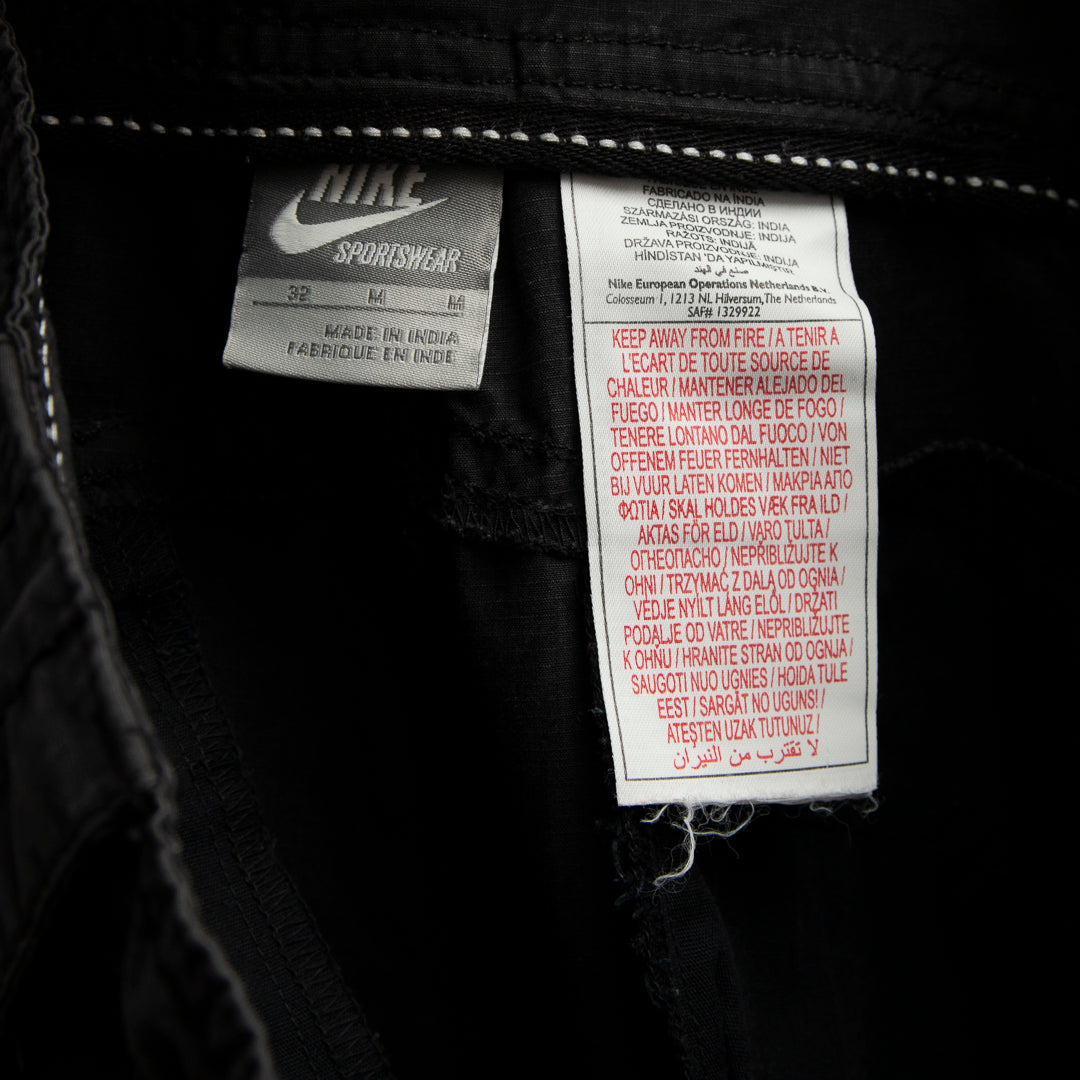 NIKE
SPORTSWEAR
32 M M
MADE IN INDIA
FABRIQUE EN INDE
FABRICADO NA ÍNDIA
СДЕЛАНО В ИНДИИ
SZÁRMAZÁSI ORSZÁG: INDIA
ZEMLJA PROIZVODNJE: INDIJA
RAŽOTS: INDIJĀ
DRŽAVA PROIZVODNJE: INDIJA
HİNDİSTAN 'DA YAPILMIŞTIR
صنع في الهند
Nike European Operations Netherlands B.V.
Colosseum 1, 1213 NL Hilversum, The Netherlands
SAF# 1329922
KEEP AWAY FROM FIRE / A TENIR A
L'ECART DE TOUTE SOURCE DE
CHALEUR / MANTENER ALEJADO DEL
FUEGO / MANTER LONGE DE FOGO /
TENERE LONTANO DAL FUOCO / VON
OFFENEM FEUER FERNHALTEN / NIET
BIJ VUUR LATEN KOMEN / ΜΑΚΡΙΑ ΑΠΟ
ΦΩΤΙΑ / SKAL HOLDES VÆK FRA ILD /
AKTAS FÖR ELD / VARO TULTA /
ОГНЕОПАСНО / NEPŘIBLIŽUJTE K
OHNI / TRZYMAĆ Z DALA OD OGNIA /
VÉDJE NYÍLT LÁNG ELŐL / DRŽATI
PODALJE OD VATRE / NEPRIBLIŽUJTE
K OHŇU / HRANITE STRAN OD OGNJA /
SAUGOTI NUO UGNIES / HOIDA TULE
EEST / SARGĀT NO UGUNS! /
ATEŞTEN UZAK TUTUNUZ /
لا تقترب من النيران